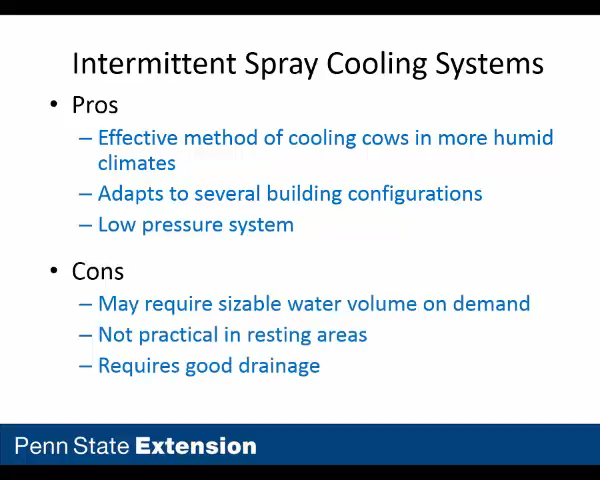 Intermittent Spray Cooling Systems
• Pros
– Effective method of cooling cows in more humid
climates
– Adapts to several building configurations
– Low pressure system
• Cons
– May require sizable water volume on demand
– Not practical in resting areas
– Requires good drainage
Penn State Extension